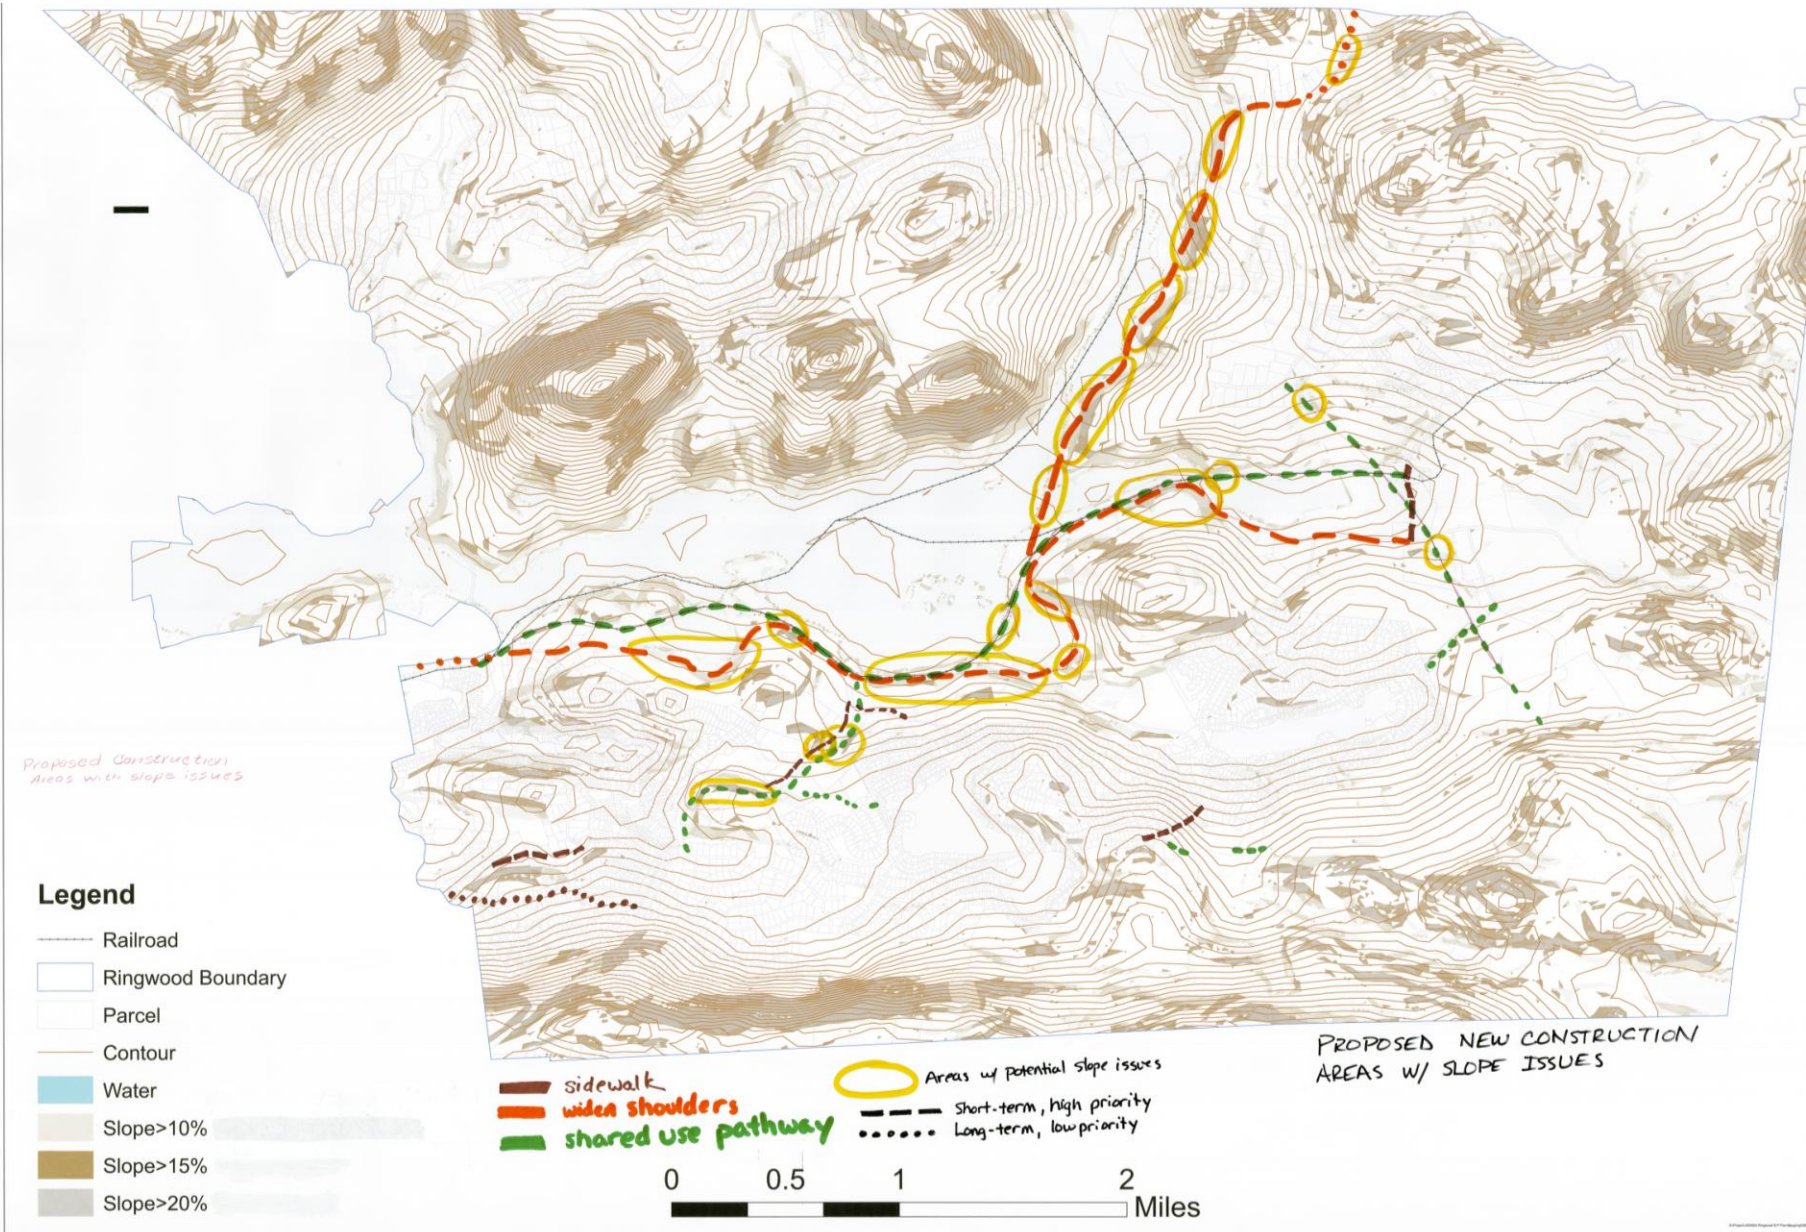 Proposed Construction
Areas with slope issues
Legend
Railroad
Ringwood Boundary
Parcel
Contour
Water
Slope>10%
Slope>15%
Slope>20%
sidewalk
widen shoulders
shared use pathway
Areas w/ potential slope issues
Short-term, high priority
Long-term, low priority
PROPOSED NEW CONSTRUCTION
AREAS W/ SLOPE ISSUES
0 0.5 1 2
Miles